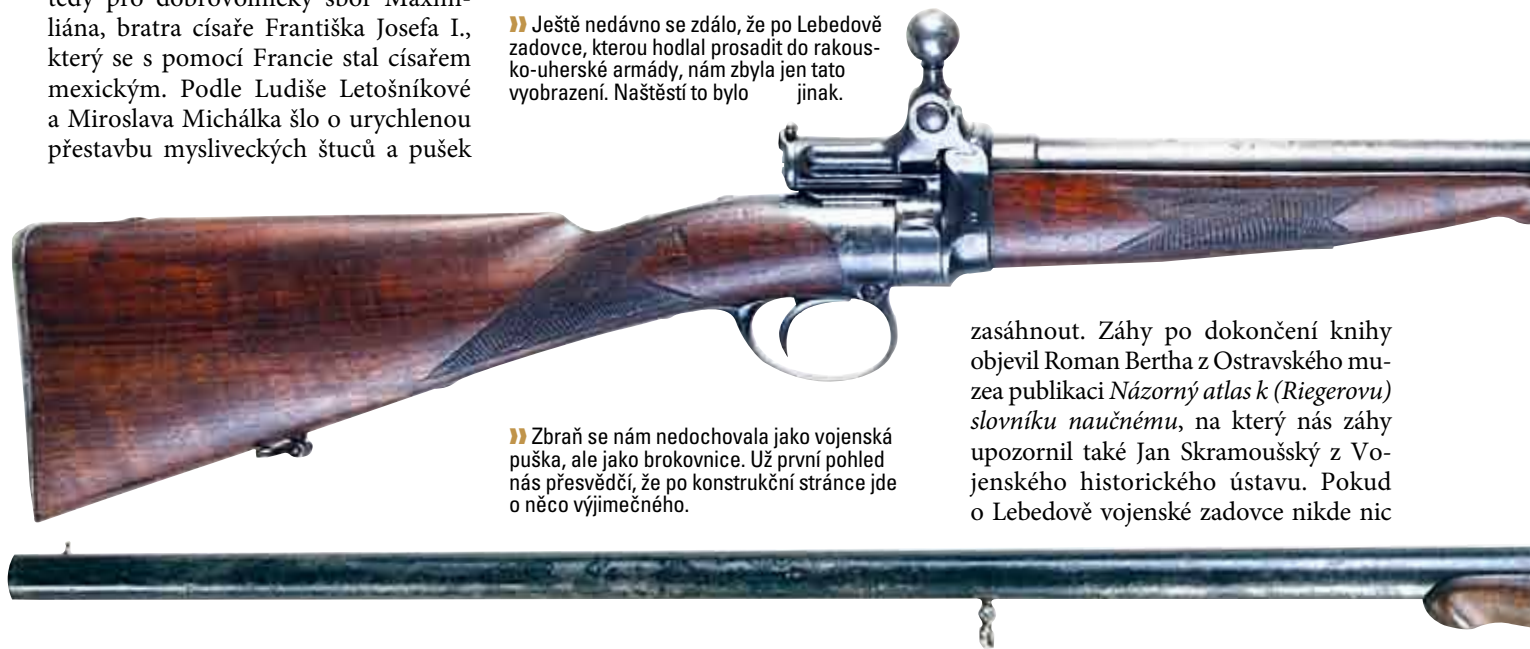 tedy pro dobrovolnický sbor Maxmi-
liána, bratra císaře Františka Josefa I.,
který se s pomocí Francie stal císařem
mexickým. Podle Ludiše Letošníkové
a Miroslava Michálka šlo o urychlenou
přestavbu mysliveckých štuců a pušek
» Ještě nedávno se zdálo, že po Lebedově
zadovce, kterou hodlal prosadit do rakous-
ko-uherské armády, nám zbyla jen tato
vyobrazení. Naštěstí to bylo jinak.
» Zbraň se nám nedochovala jako vojenská
puška, ale jako brokovnice. Už první pohled
nás přesvědčí, že po konstrukční stránce jde
o něco výjimečného.
zasáhnout. Záhy po dokončení knihy
objevil Roman Bertha z Ostravského mu-
zea publikaci Názorný atlas k (Riegerovu)
slovníku naučnému, na který nás záhy
upozornil také Jan Skramoušský z Vo-
jenského historického ústavu. Pokud
o Lebedově vojenské zadovce nikde nic